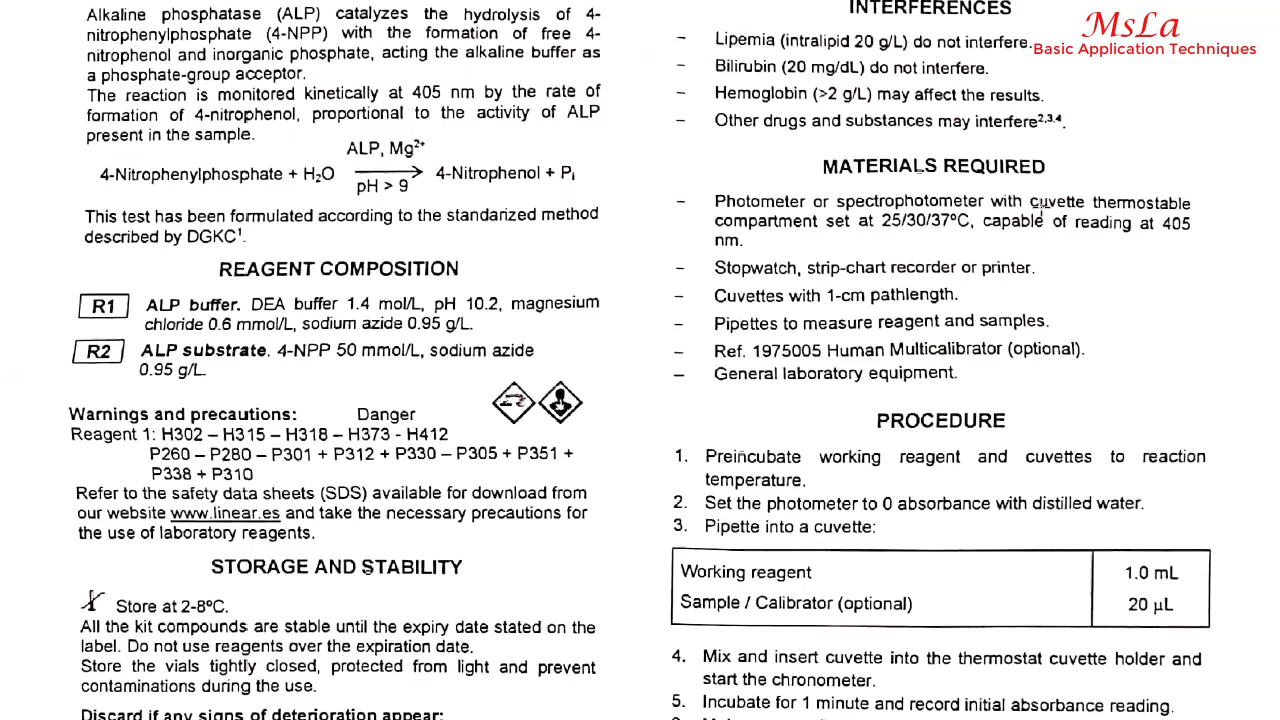 Alkaline phosphatase (ALP) catalyzes the hydrolysis of 4-
nitrophenylphosphate (4-NPP) with the formation of free 4-
nitrophenol and inorganic phosphate, acting the alkaline buffer as
a phosphate-group acceptor.
The reaction is monitored kinetically at 405 nm by the rate of
formation of 4-nitrophenol, proportional to the activity of ALP
present in the sample.
ALP, Mg²⁺
4-Nitrophenylphosphate + H₂O ⟶ 4-Nitrophenol + Pᵢ
pH > 9
This test has been formulated according to the standarized method
described by DGKC¹.
REAGENT COMPOSITION
R1 ALP buffer. DEA buffer 1.4 mol/L, pH 10.2, magnesium
chloride 0.6 mmol/L, sodium azide 0.95 g/L.
R2 ALP substrate. 4-NPP 50 mmol/L, sodium azide
0.95 g/L.
Warnings and precautions: Danger
Reagent 1: H302 – H315 – H318 – H373 - H412
P260 – P280 – P301 + P312 + P330 – P305 + P351 +
P338 + P310
Refer to the safety data sheets (SDS) available for download from
our website www.linear.es and take the necessary precautions for
the use of laboratory reagents.
STORAGE AND STABILITY
Store at 2-8ºC.
All the kit compounds are stable until the expiry date stated on the
label. Do not use reagents over the expiration date.
Store the vials tightly closed, protected from light and prevent
contaminations during the use.
Discard if any signs of deterioration appear:
INTERFERENCES
– Lipemia (intralipid 20 g/L) do not interfere.
– Bilirubin (20 mg/dL) do not interfere.
– Hemoglobin (>2 g/L) may affect the results.
– Other drugs and substances may interfere²,³,⁴.
MATERIALS REQUIRED
– Photometer or spectrophotometer with cuvette thermostable
compartment set at 25/30/37ºC, capable of reading at 405
nm.
– Stopwatch, strip-chart recorder or printer.
– Cuvettes with 1-cm pathlength.
– Pipettes to measure reagent and samples.
– Ref. 1975005 Human Multicalibrator (optional).
– General laboratory equipment.
PROCEDURE
1. Preincubate working reagent and cuvettes to reaction
temperature.
2. Set the photometer to 0 absorbance with distilled water.
3. Pipette into a cuvette:
Working reagent 1.0 mL
Sample / Calibrator (optional) 20 µL
4. Mix and insert cuvette into the thermostat cuvette holder and
start the chronometer.
5. Incubate for 1 minute and record initial absorbance reading.
MsLa
Basic Application Techniques